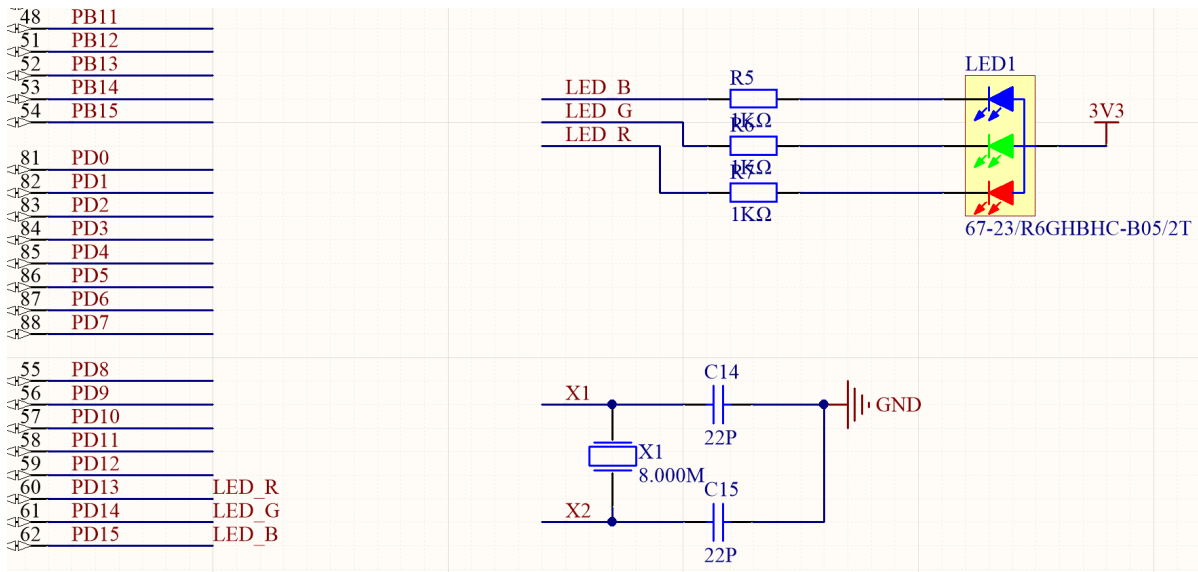 48 PB11
51 PB12
52 PB13
53 PB14
54 PB15
81 PD0
82 PD1
83 PD2
84 PD3
85 PD4
86 PD5
87 PD6
88 PD7
55 PD8
56 PD9
57 PD10
58 PD11
59 PD12
60 PD13 LED_R
61 PD14 LED_G
62 PD15 LED_B
LED_B
LED_G
LED_R
R5
1KΩ
R6
1KΩ
R7
1KΩ
LED1
3V3
67-23/R6GHBHC-B05/2T
X1
C14
22P
GND
X1
8.000M
X2
C15
22P